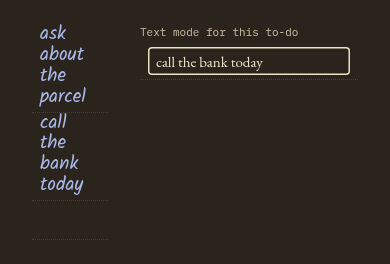 ask
about
the
parcel
call
the
bank
today
Text mode for this to-do
call the bank today